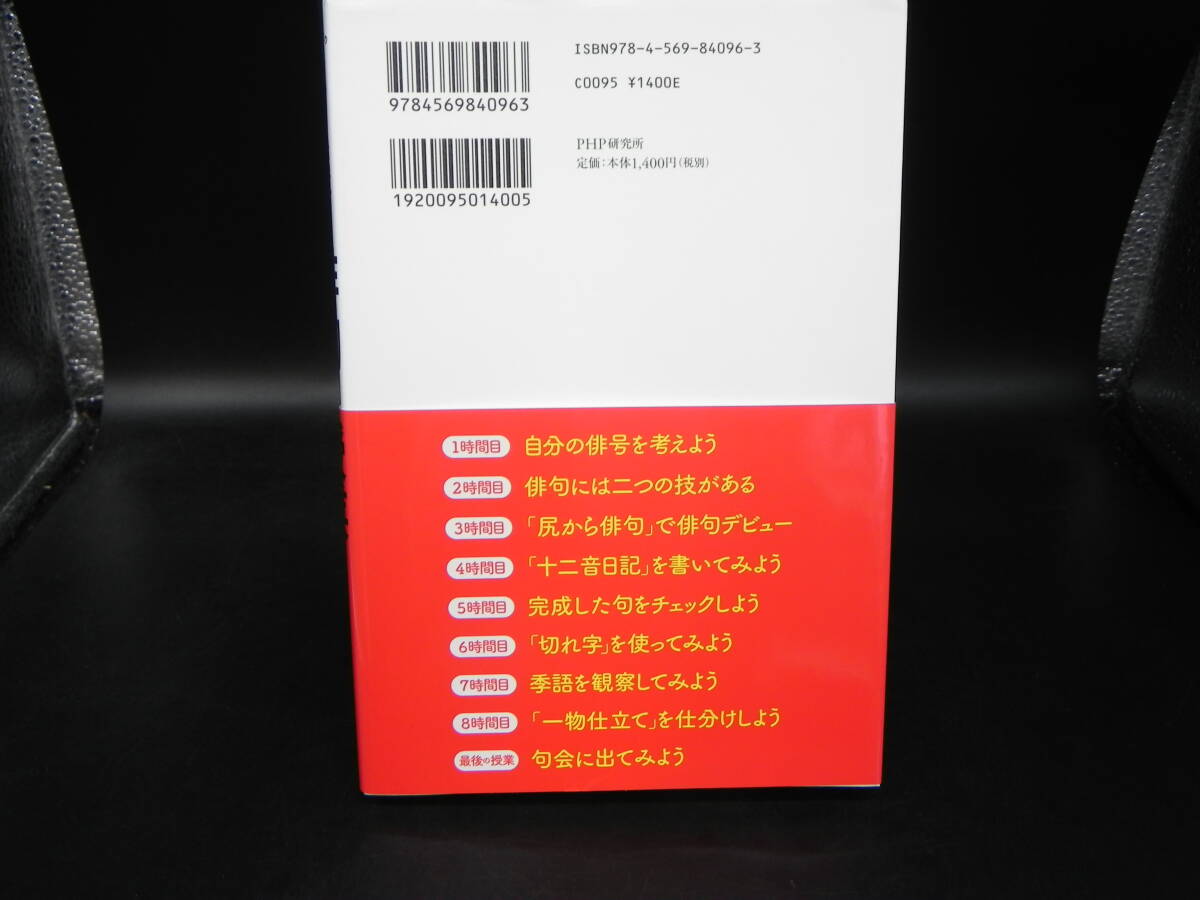 ISBN978-4-569-84096-3
C0095 ¥1400E
9784569840963
PHP研究所
定価：本体1,400円（税別）
1920095014005
1時間目 自分の俳号を考えよう
2時間目 俳句には二つの技がある
3時間目 「尻から俳句」で俳句デビュー
4時間目 「十二音日記」を書いてみよう
5時間目 完成した句をチェックしよう
6時間目 「切れ字」を使ってみよう
7時間目 季語を観察してみよう
8時間目 「一物仕立て」を仕分けしよう
最後の授業 句会に出てみよう